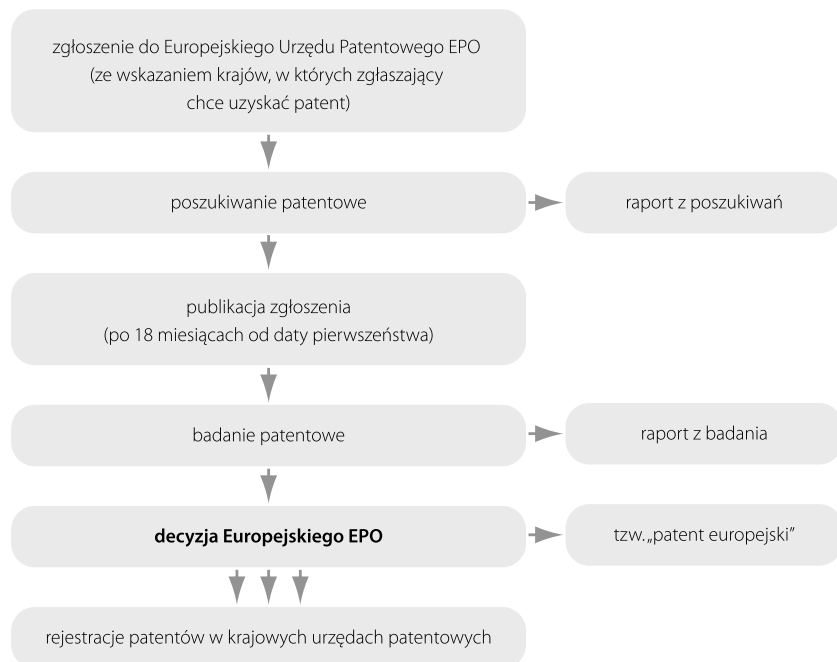 zgłoszenie do Europejskiego Urzędu Patentowego EPO
(ze wskazaniem krajów, w których zgłaszający
chce uzyskać patent)
poszukiwanie patentowe
raport z poszukiwań
publikacja zgłoszenia
(po 18 miesiącach od daty pierwszeństwa)
badanie patentowe
raport z badania
decyzja Europejskiego EPO
tzw. „patent europejski”
rejestracje patentów w krajowych urzędach patentowych